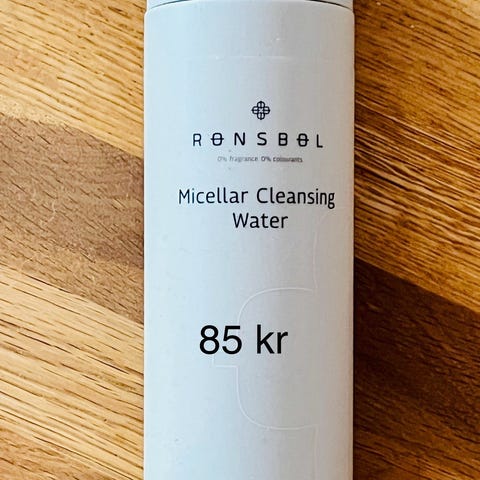 RØNSBØL
0% fragrance 0% colourants
Micellar Cleansing
Water
85 kr